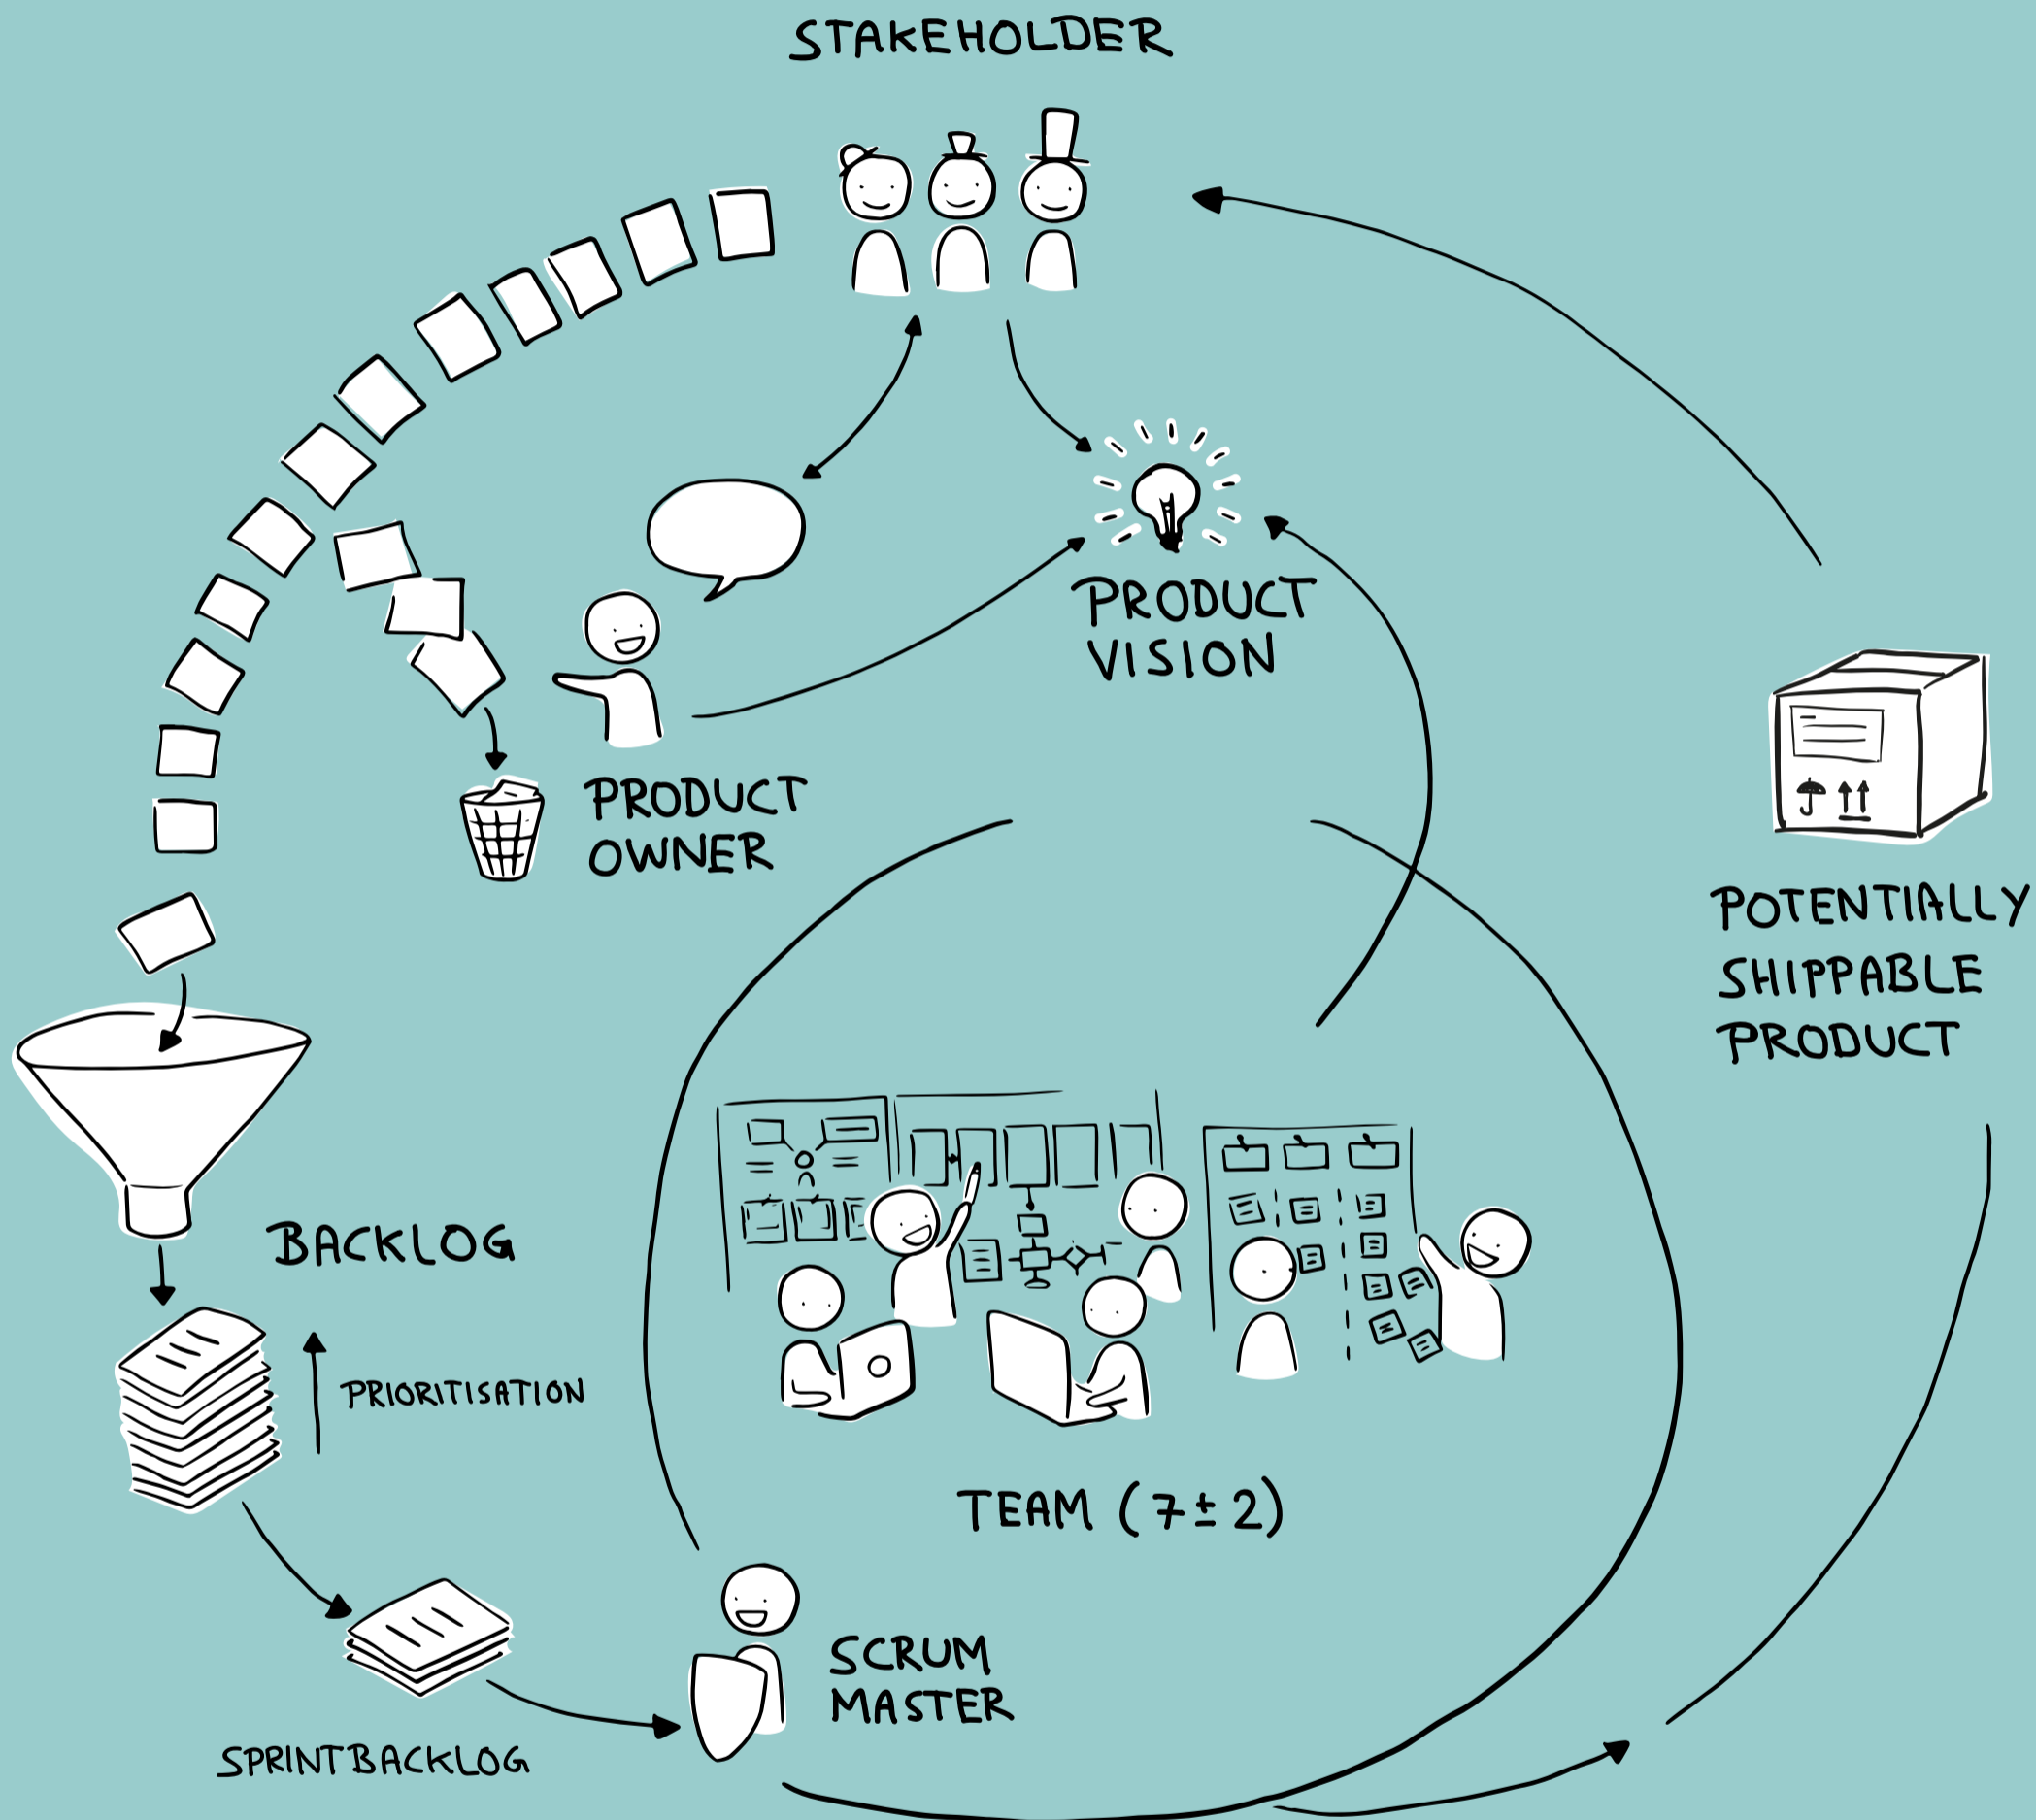 STAKEHOLDER
PRODUCT
VISION
PRODUCT
OWNER
POTENTIALLY
SHIPPABLE
PRODUCT
BACKLOG
PRIORITISATION
TEAM (7±2)
SCRUM
MASTER
SPRINTBACKLOG